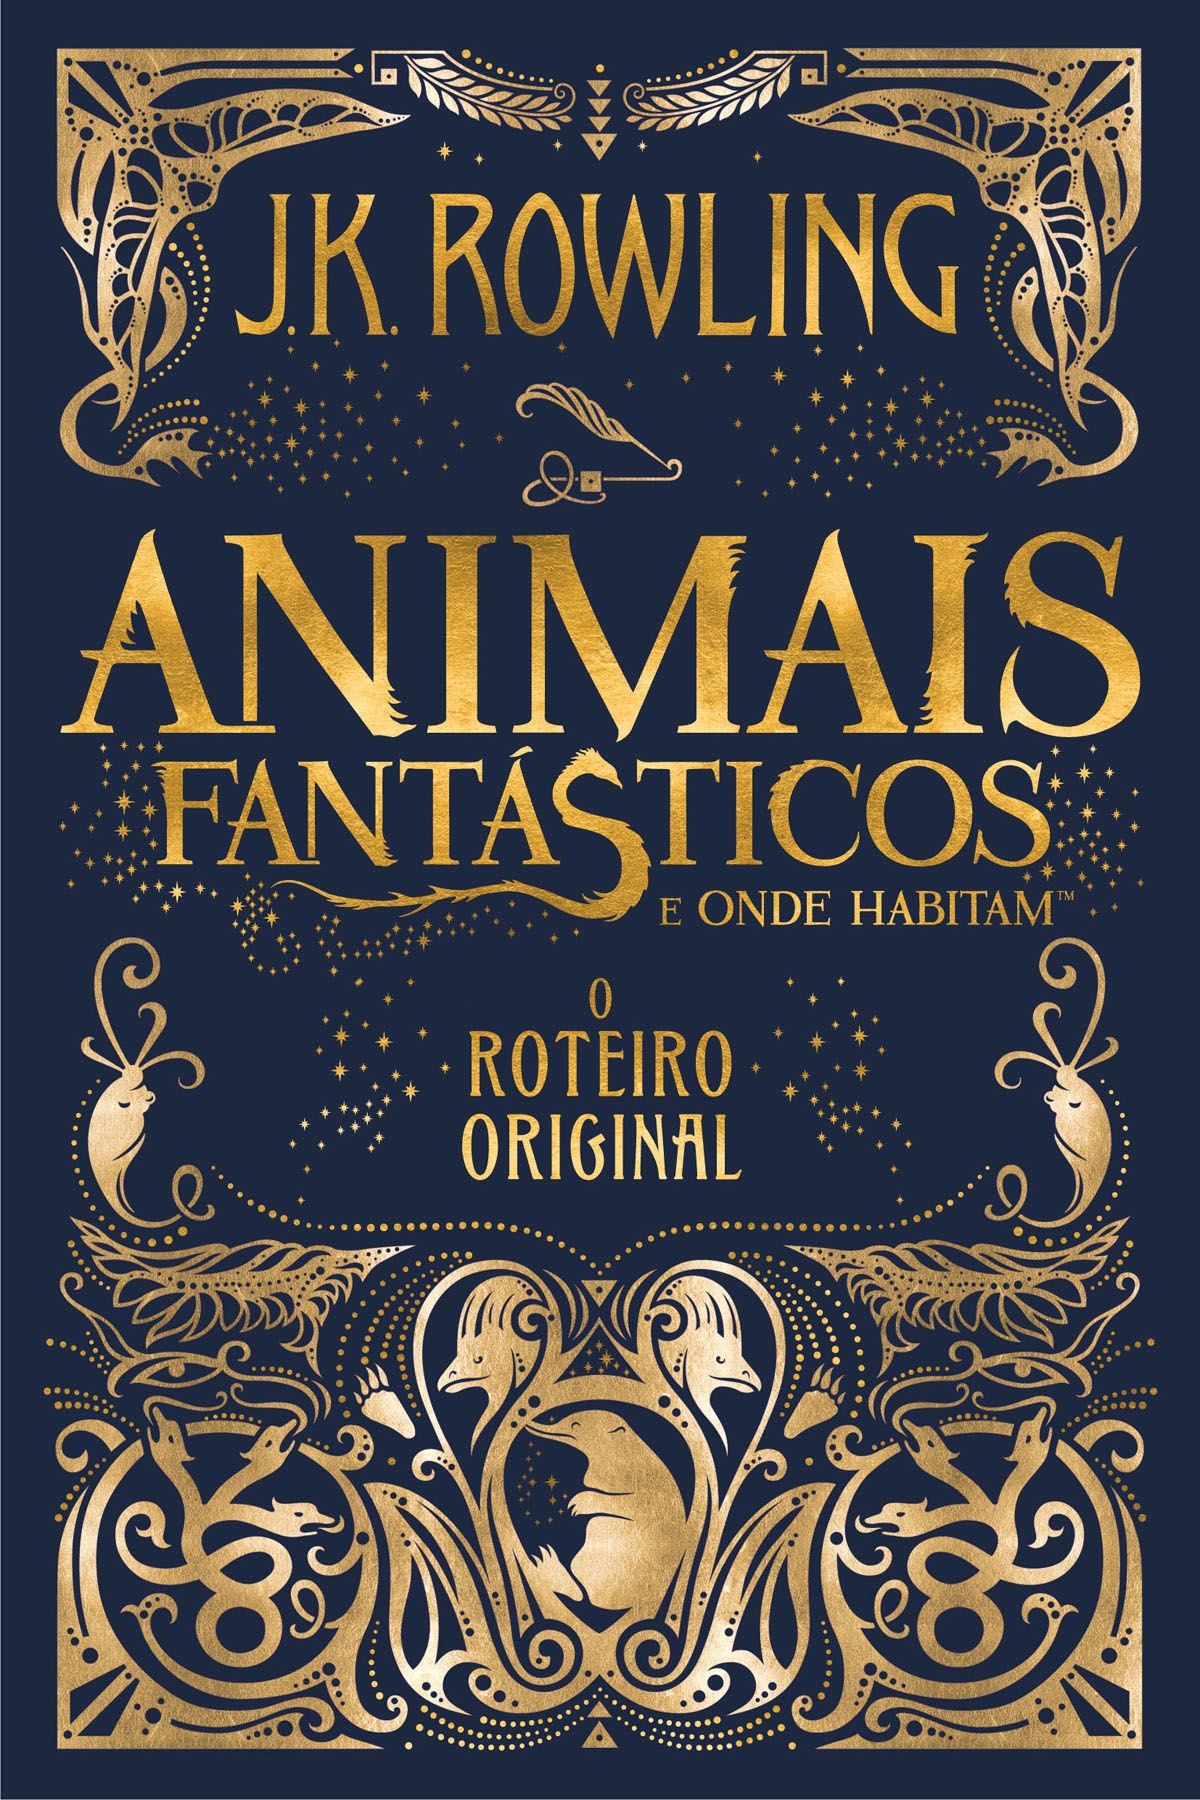 J.K. ROWLING
ANIMAIS
FANTÁSTICOS
E ONDE HABITAM™
O
ROTEIRO
ORIGINAL